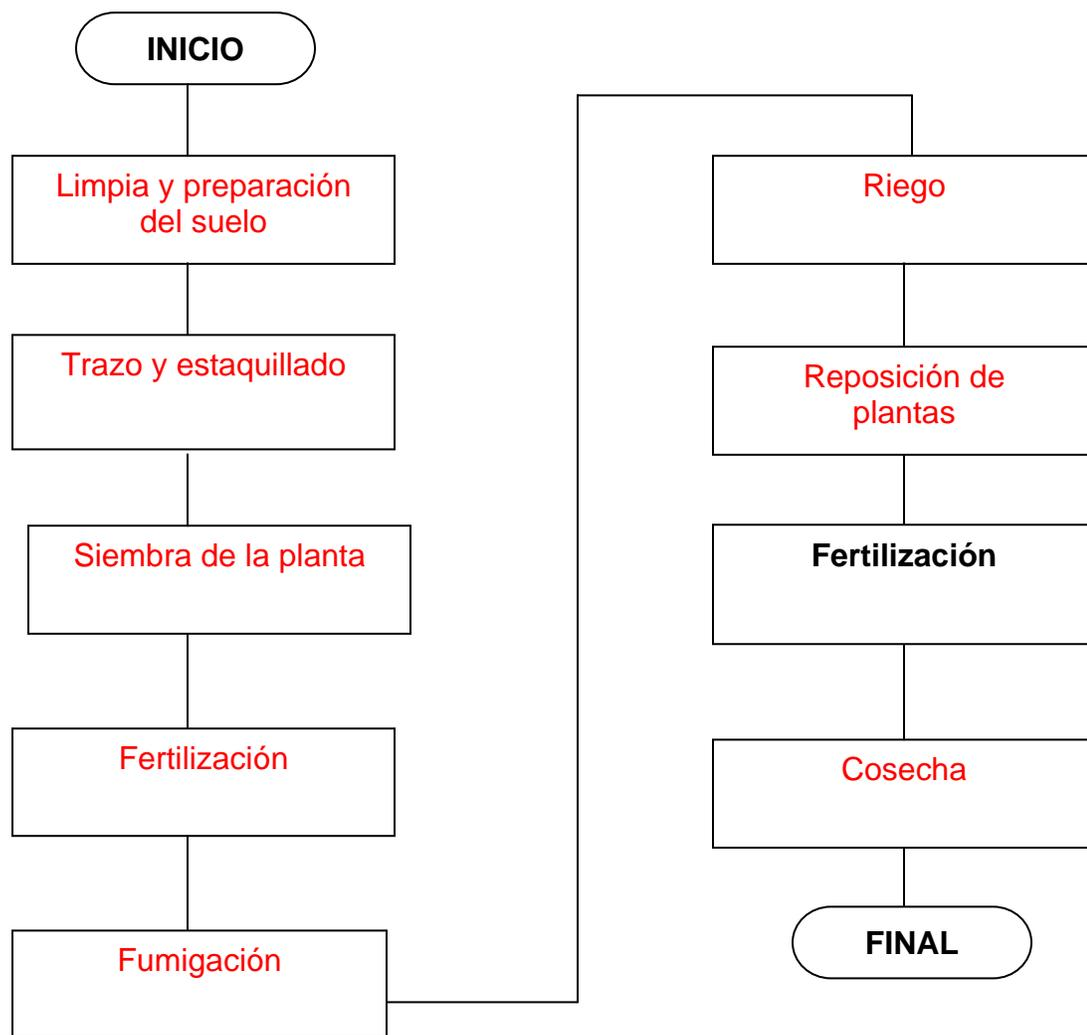 INICIO
Limpia y preparación
del suelo
Trazo y estaquillado
Siembra de la planta
Fertilización
Fumigación
Riego
Reposición de
plantas
Fertilización
Cosecha
FINAL